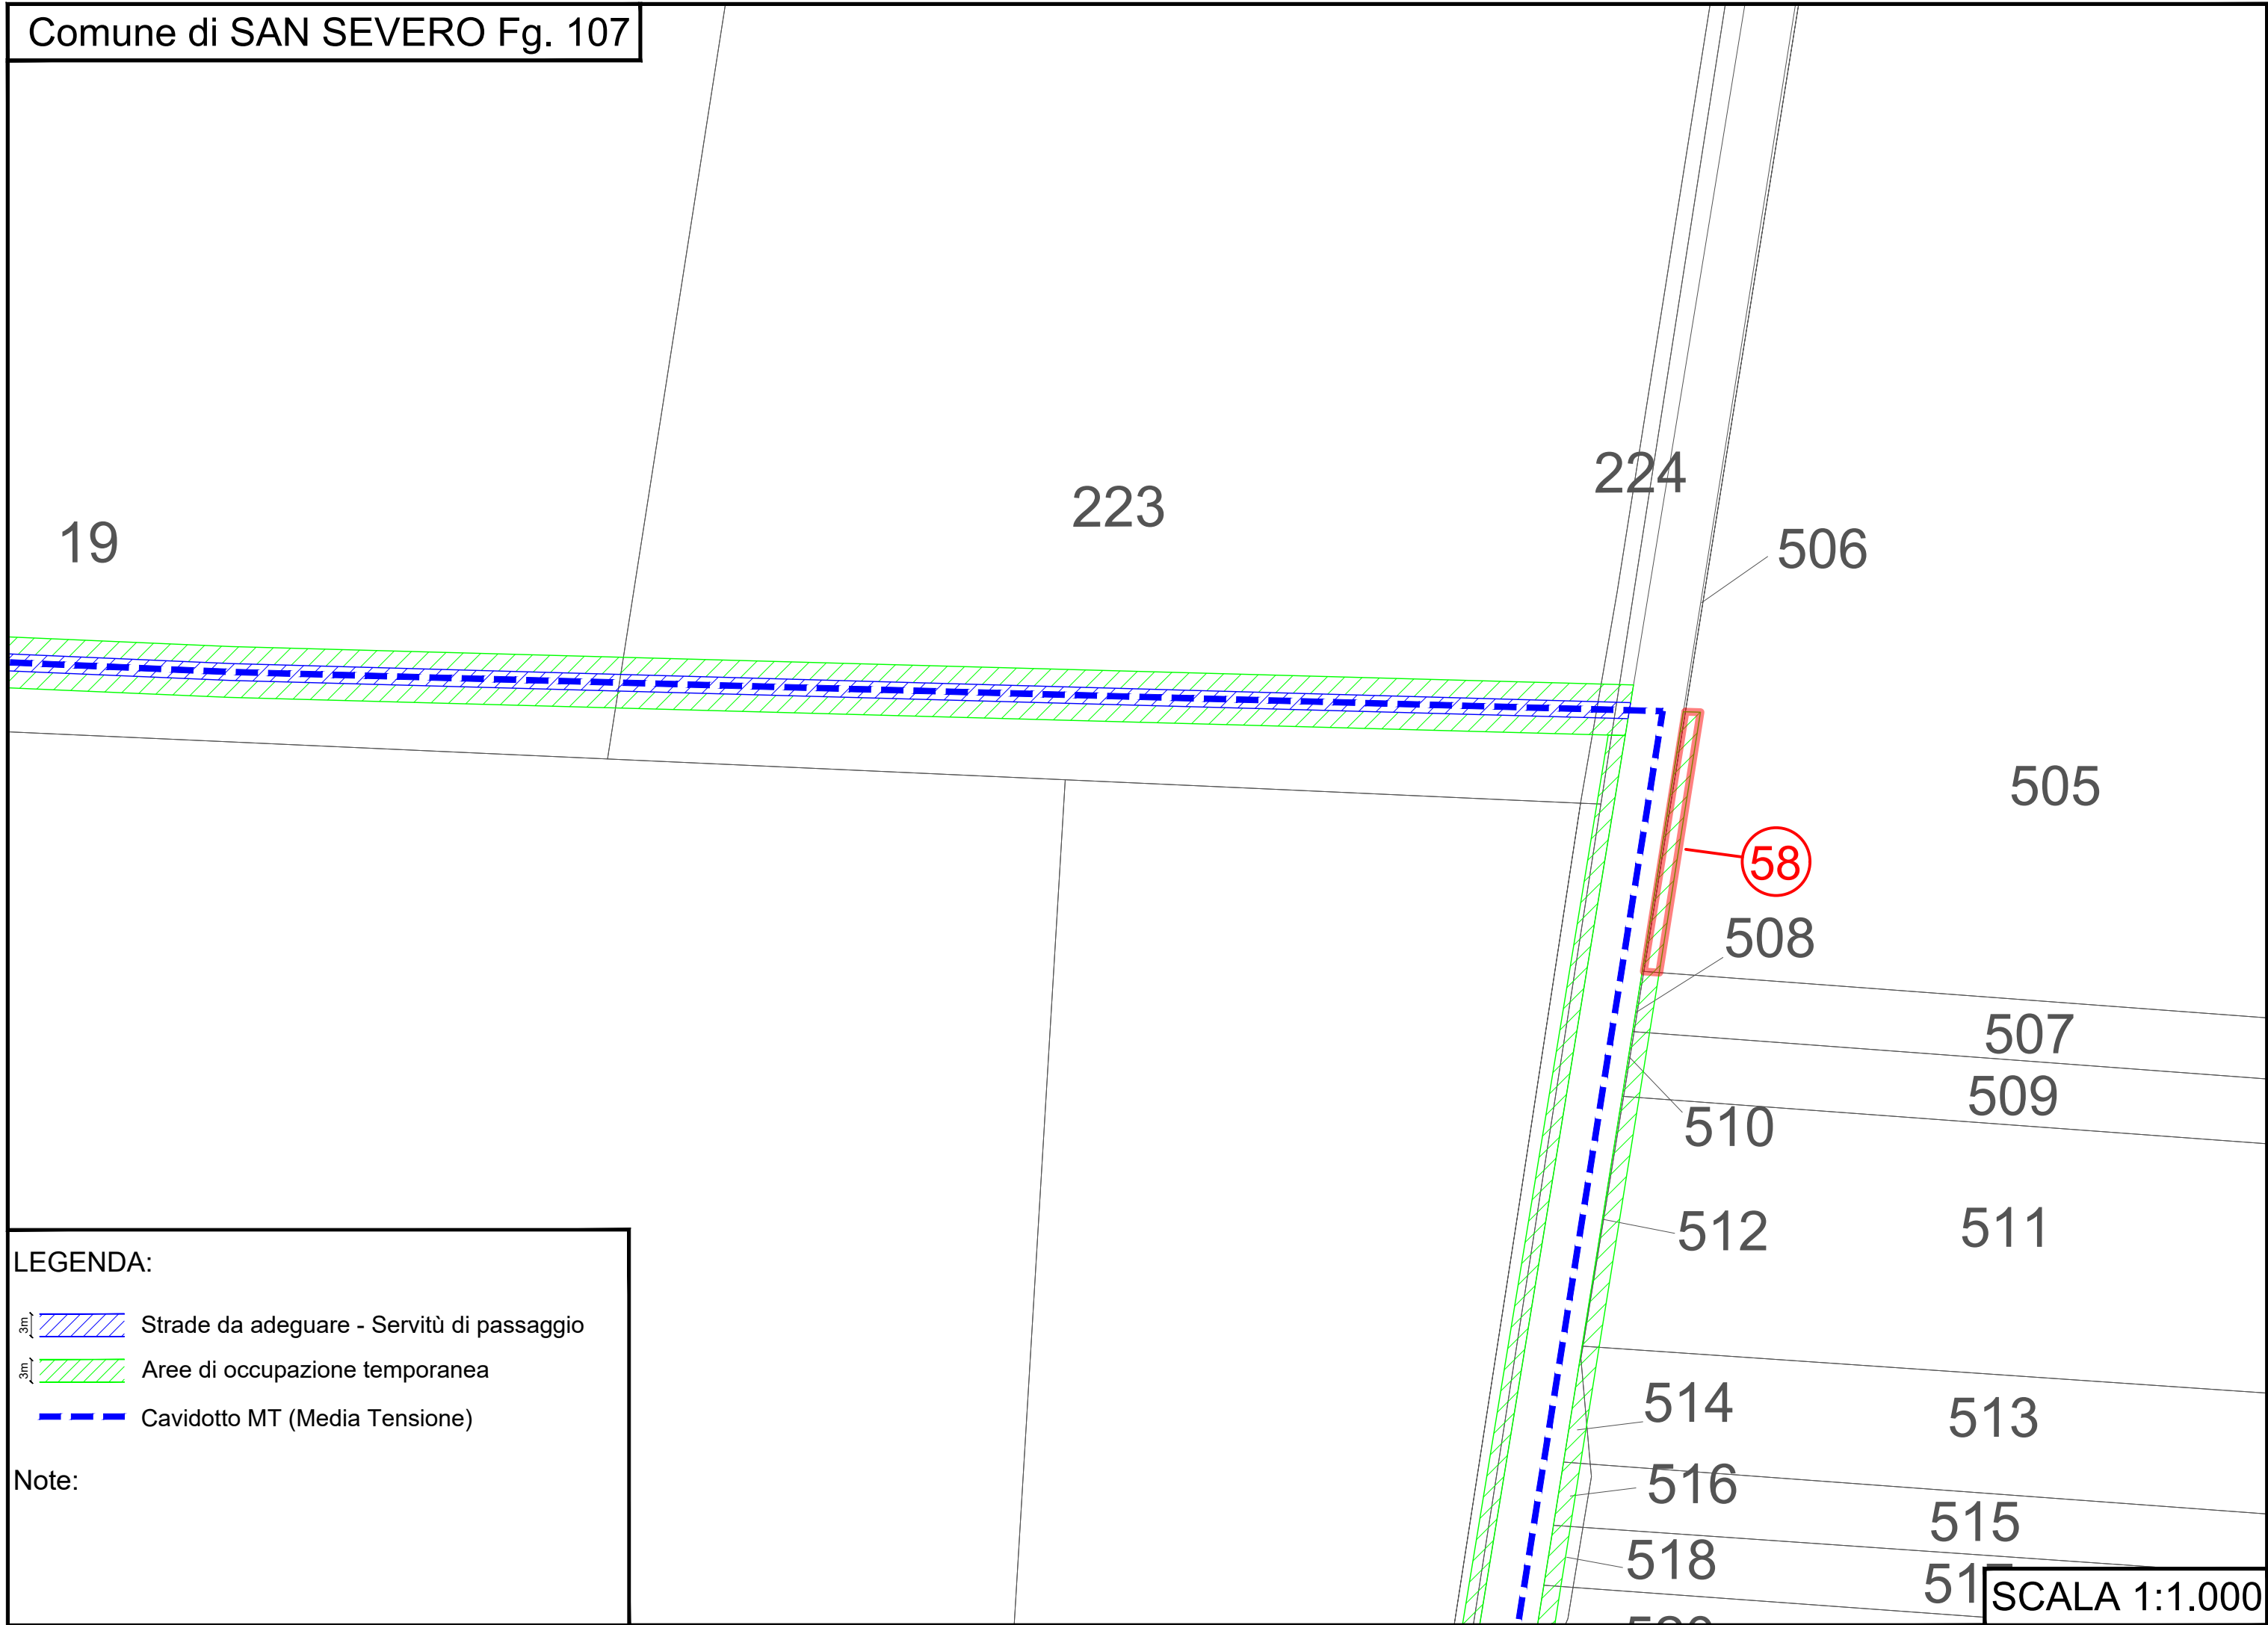 Comune di SAN SEVERO Fg. 107
224
223
19
506
505
58
508
507
509
510
512
511
514
513
516
515
518
LEGENDA:
3m Strade da adeguare - Servitù di passaggio
3m Aree di occupazione temporanea
Cavidotto MT (Media Tensione)
Note:
SCALA 1:1.000